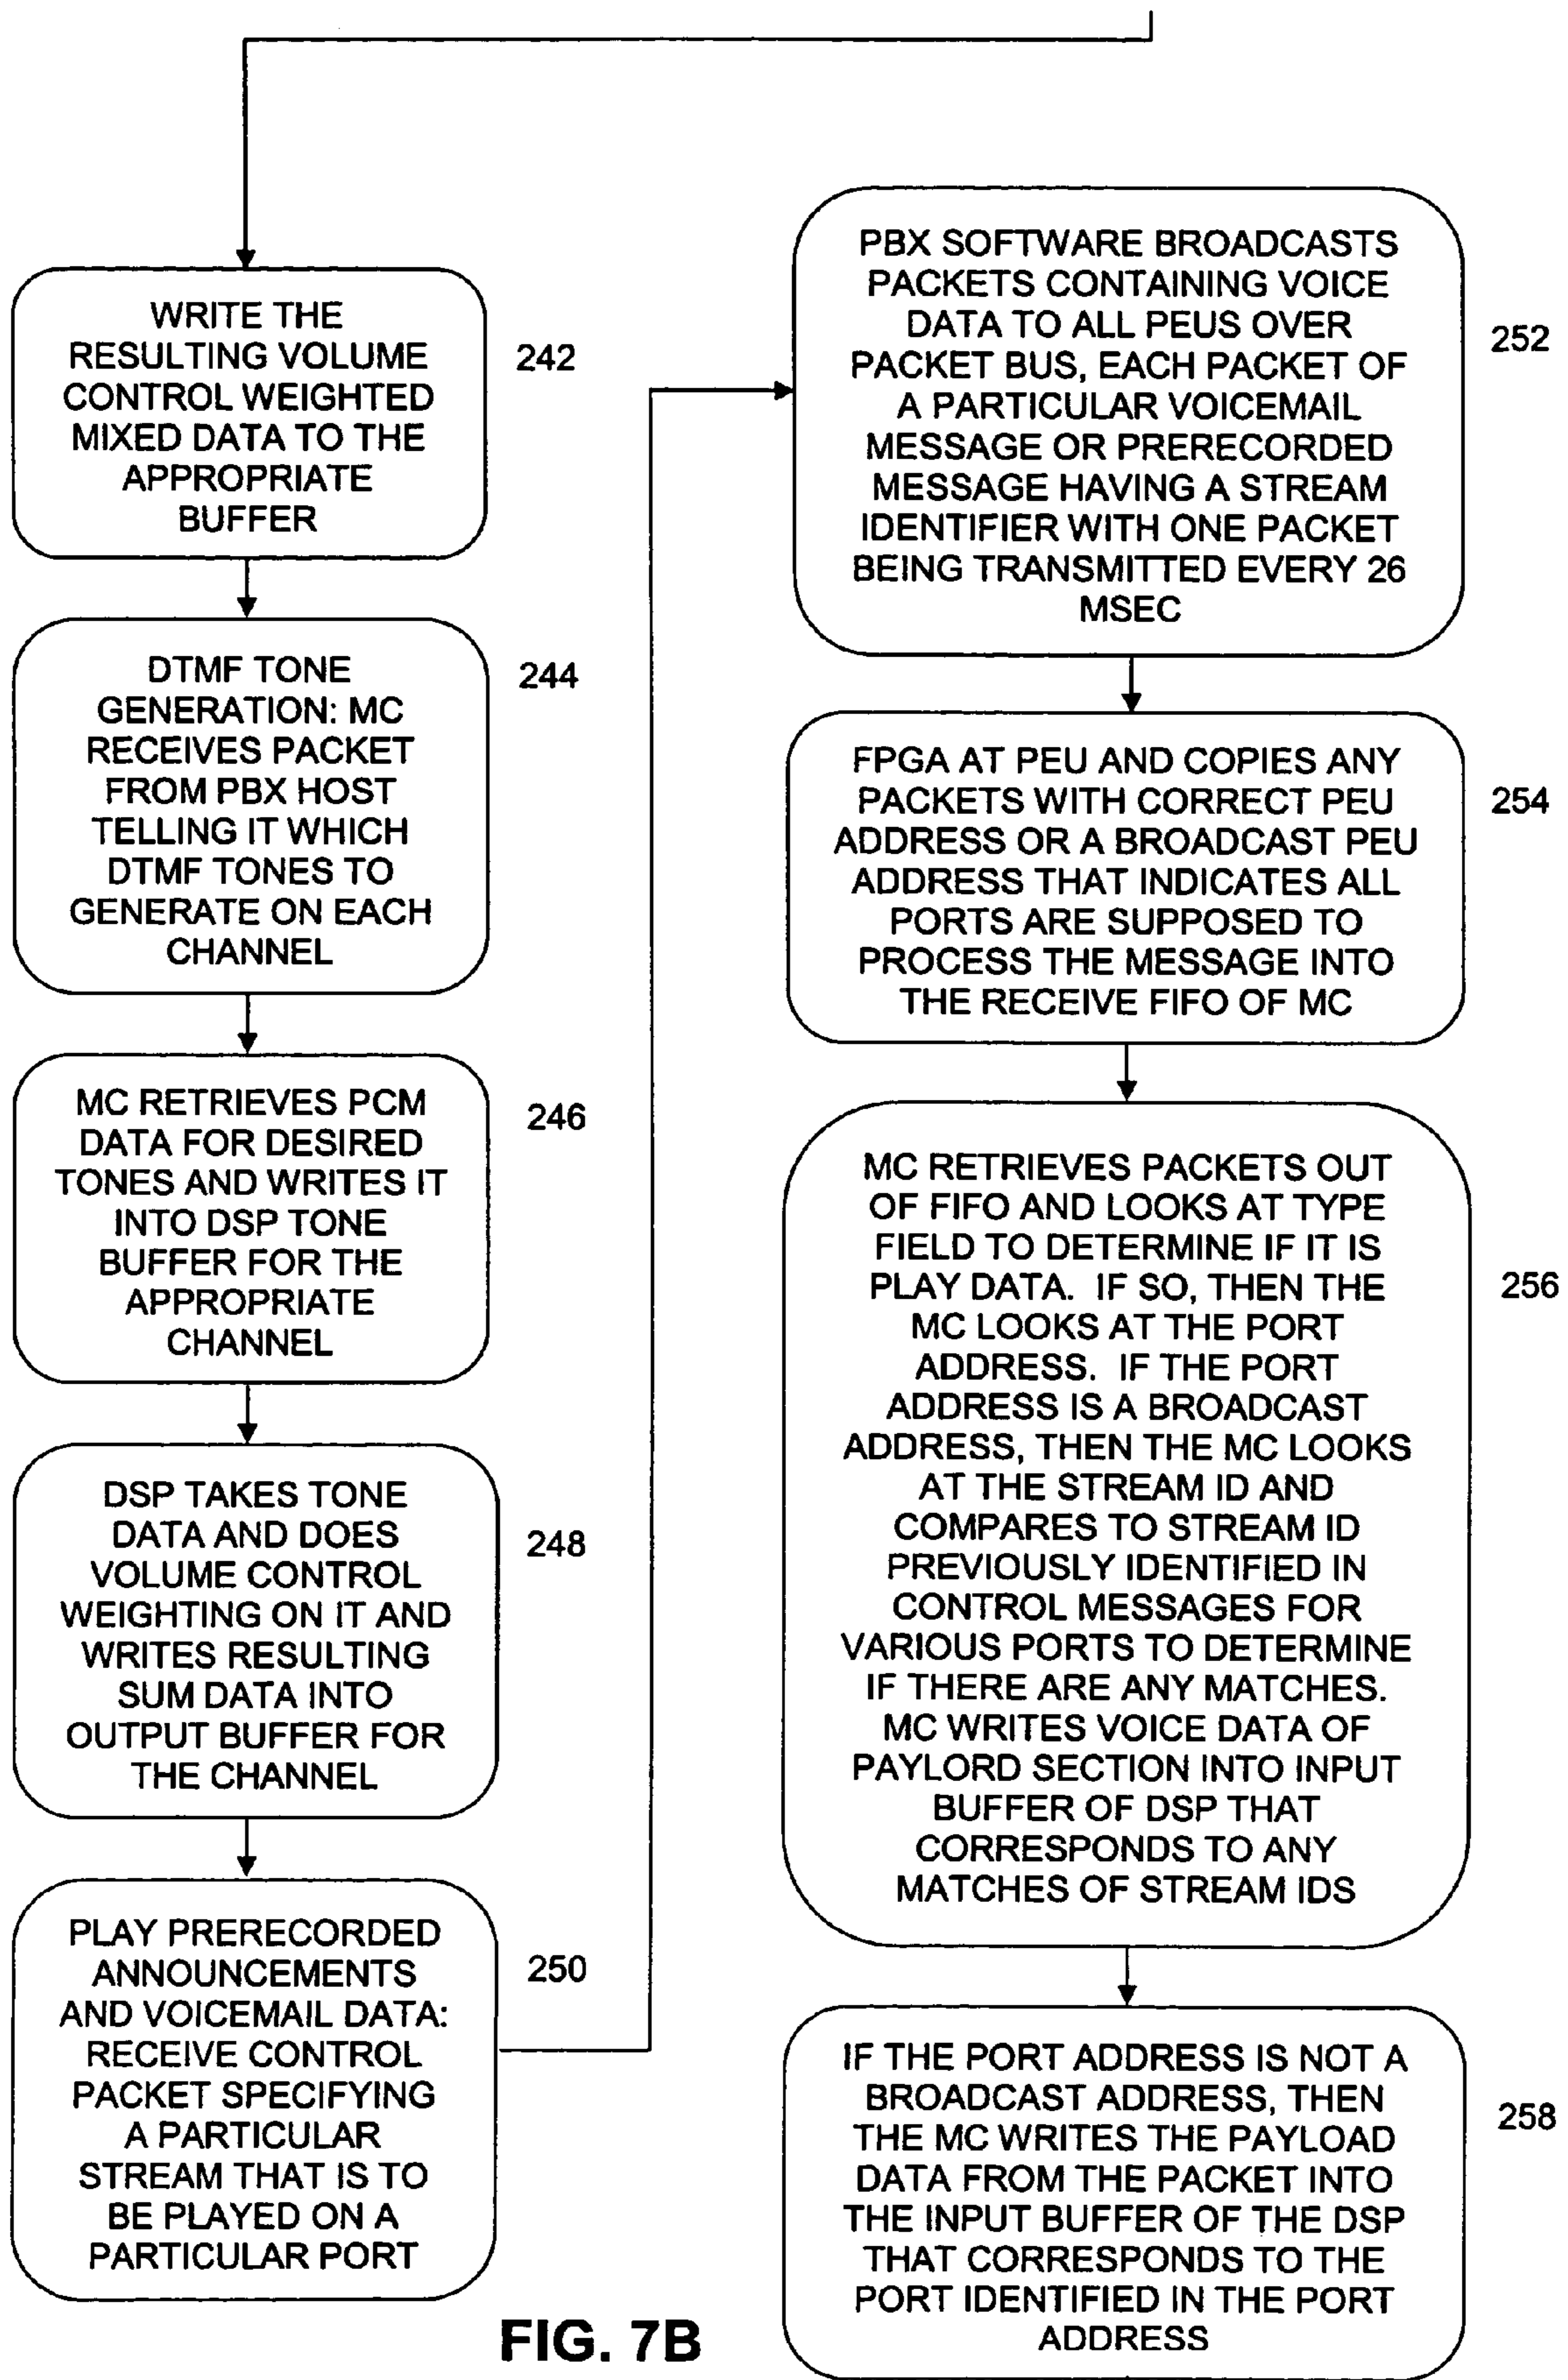 WRITE THE
RESULTING VOLUME
CONTROL WEIGHTED
MIXED DATA TO THE
APPROPRIATE
BUFFER
242
DTMF TONE
GENERATION: MC
RECEIVES PACKET
FROM PBX HOST
TELLING IT WHICH
DTMF TONES TO
GENERATE ON EACH
CHANNEL
244
MC RETRIEVES PCM
DATA FOR DESIRED
TONES AND WRITES IT
INTO DSP TONE
BUFFER FOR THE
APPROPRIATE
CHANNEL
246
DSP TAKES TONE
DATA AND DOES
VOLUME CONTROL
WEIGHTING ON IT AND
WRITES RESULTING
SUM DATA INTO
OUTPUT BUFFER FOR
THE CHANNEL
248
PLAY PRERECORDED
ANNOUNCEMENTS
AND VOICEMAIL DATA:
RECEIVE CONTROL
PACKET SPECIFYING
A PARTICULAR
STREAM THAT IS TO
BE PLAYED ON A
PARTICULAR PORT
250
PBX SOFTWARE BROADCASTS
PACKETS CONTAINING VOICE
DATA TO ALL PEUS OVER
PACKET BUS, EACH PACKET OF
A PARTICULAR VOICEMAIL
MESSAGE OR PRERECORDED
MESSAGE HAVING A STREAM
IDENTIFIER WITH ONE PACKET
BEING TRANSMITTED EVERY 26
MSEC
252
FPGA AT PEU AND COPIES ANY
PACKETS WITH CORRECT PEU
ADDRESS OR A BROADCAST PEU
ADDRESS THAT INDICATES ALL
PORTS ARE SUPPOSED TO
PROCESS THE MESSAGE INTO
THE RECEIVE FIFO OF MC
254
MC RETRIEVES PACKETS OUT
OF FIFO AND LOOKS AT TYPE
FIELD TO DETERMINE IF IT IS
PLAY DATA. IF SO, THEN THE
MC LOOKS AT THE PORT
ADDRESS. IF THE PORT
ADDRESS IS A BROADCAST
ADDRESS, THEN THE MC LOOKS
AT THE STREAM ID AND
COMPARES TO STREAM ID
PREVIOUSLY IDENTIFIED IN
CONTROL MESSAGES FOR
VARIOUS PORTS TO DETERMINE
IF THERE ARE ANY MATCHES.
MC WRITES VOICE DATA OF
PAYLORD SECTION INTO INPUT
BUFFER OF DSP THAT
CORRESPONDS TO ANY
MATCHES OF STREAM IDS
256
IF THE PORT ADDRESS IS NOT A
BROADCAST ADDRESS, THEN
THE MC WRITES THE PAYLOAD
DATA FROM THE PACKET INTO
THE INPUT BUFFER OF THE DSP
THAT CORRESPONDS TO THE
PORT IDENTIFIED IN THE PORT
ADDRESS
258
FIG. 7B